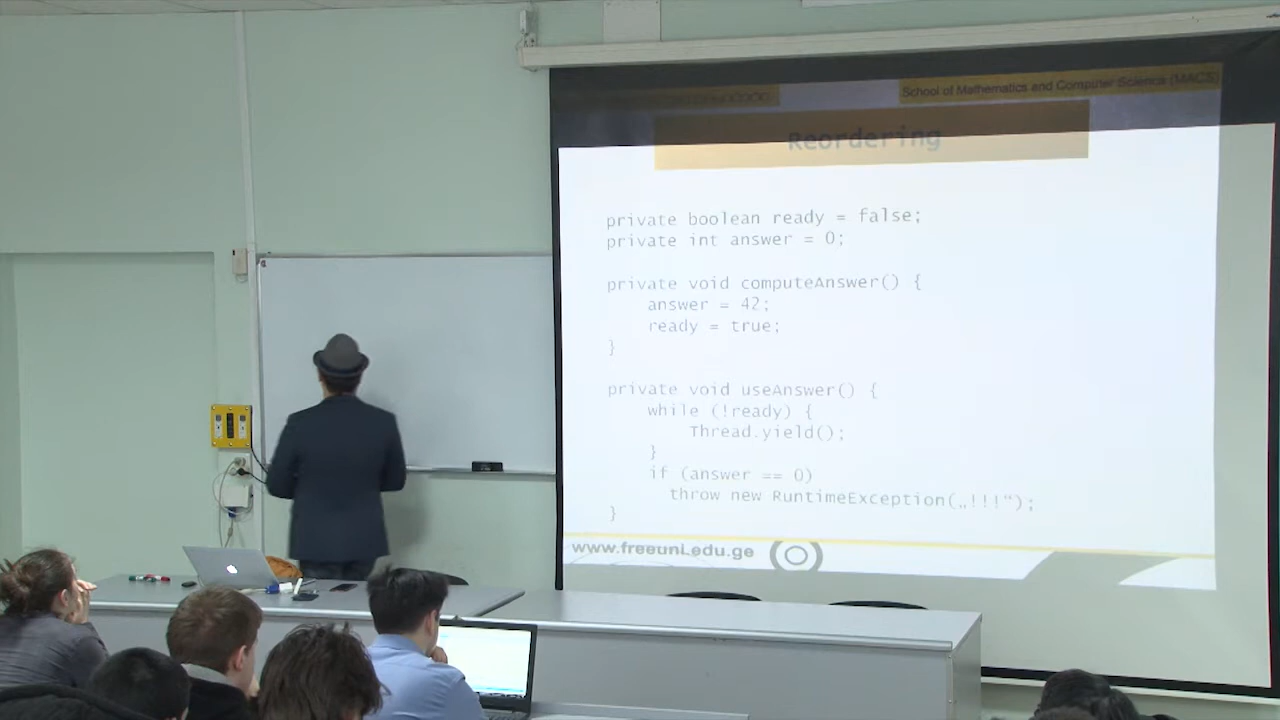 School of Mathematics and Computer Science (MACS)
Reordering
private boolean ready = false;
private int answer = 0;
private void computeAnswer() {
answer = 42;
ready = true;
}
private void useAnswer() {
while (!ready) {
Thread.yield();
}
if (answer == 0)
throw new RuntimeException(„!!!“);
}
www.freeuni.edu.ge